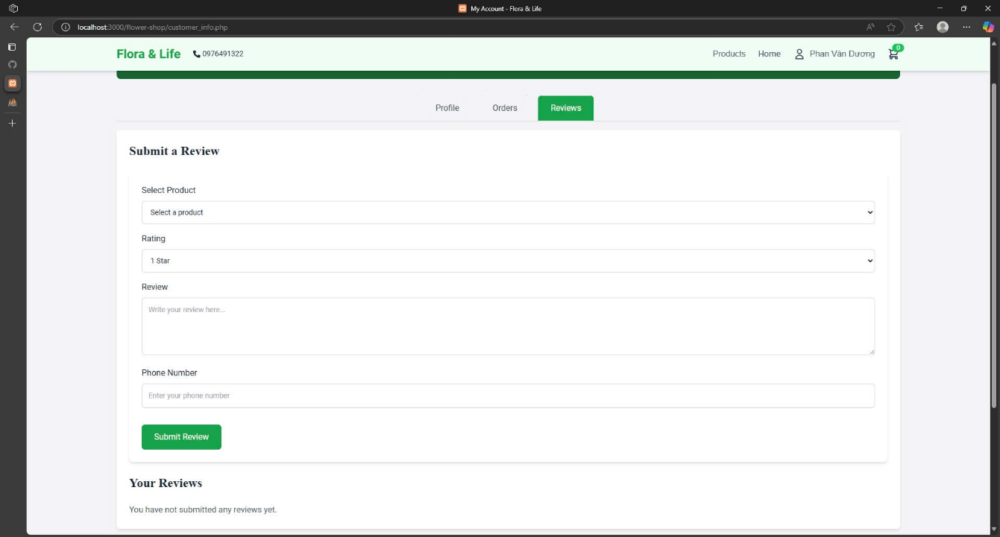 My Account - Flora & Life
localhost:3000/flower-shop/customer_info.php
Flora & Life
0976491322
Products
Home
Phan Văn Dương
0
Profile
Orders
Reviews
Submit a Review
Select Product
Select a product
Rating
1 Star
Review
Write your review here...
Phone Number
Enter your phone number
Submit Review
Your Reviews
You have not submitted any reviews yet.